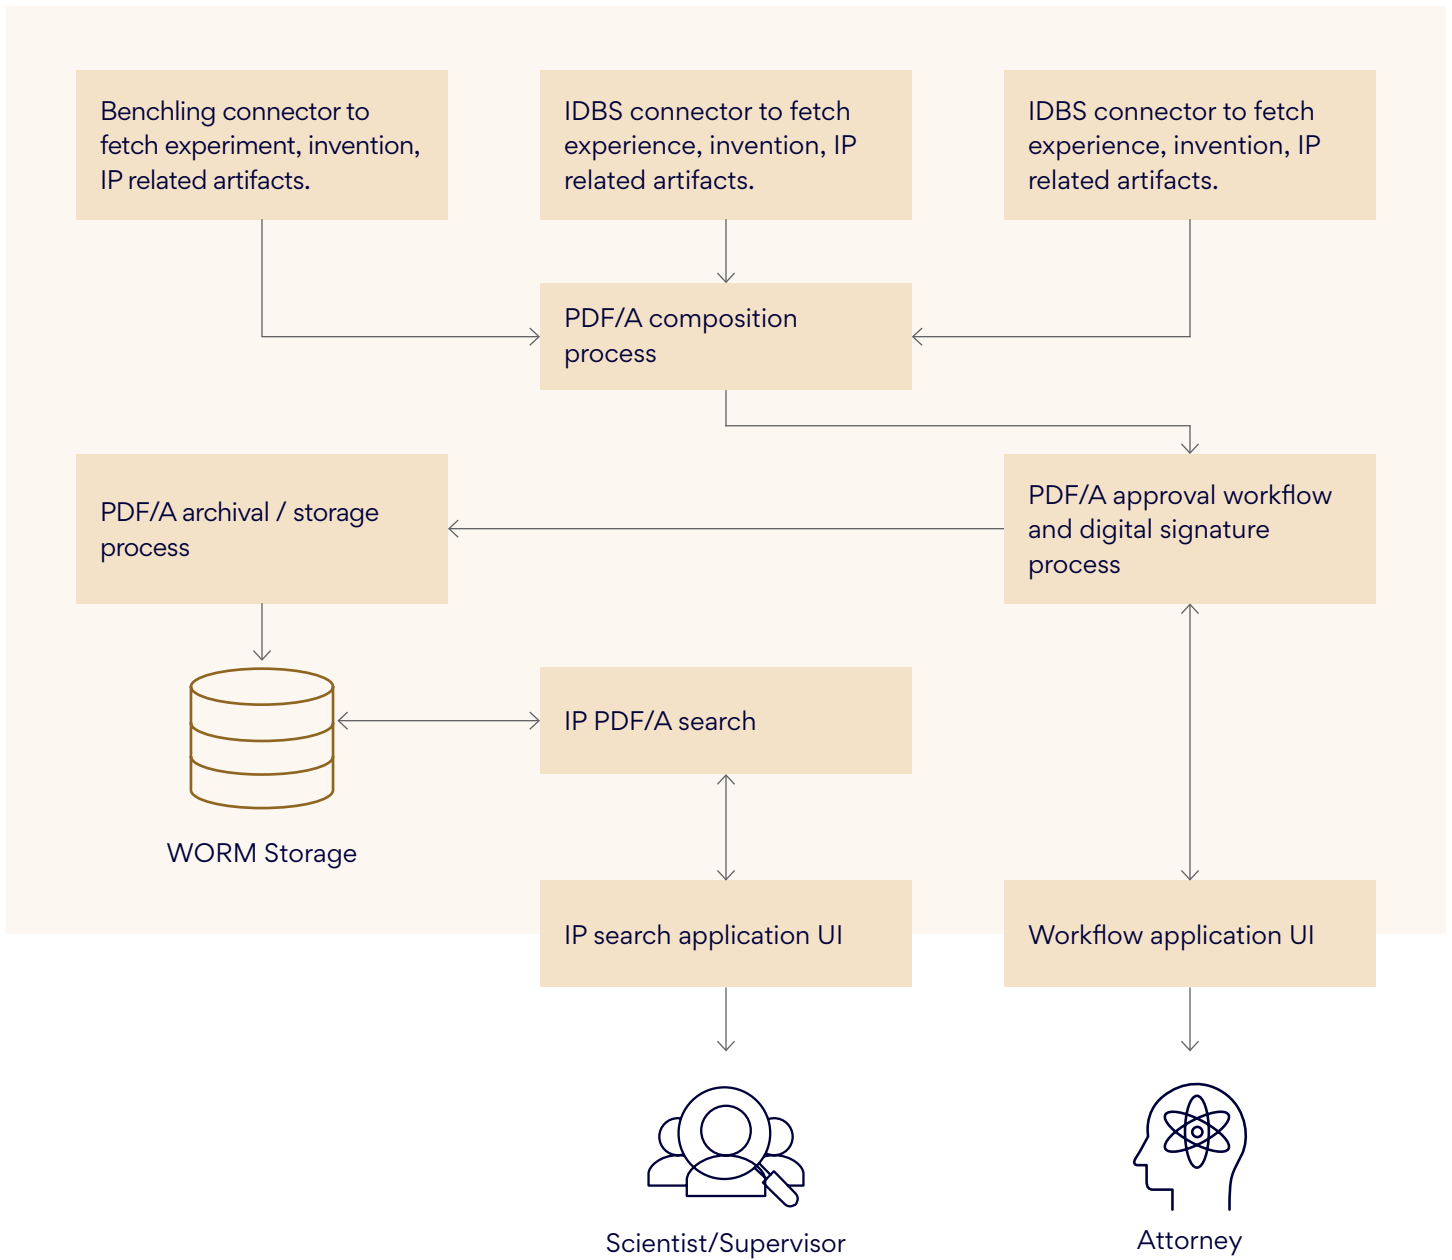 Benchling connector to
fetch experiment, invention,
IP related artifacts.
IDBS connector to fetch
experience, invention, IP
related artifacts.
IDBS connector to fetch
experience, invention, IP
related artifacts.
PDF/A composition
process
PDF/A archival / storage
process
PDF/A approval workflow
and digital signature
process
IP PDF/A search
WORM Storage
IP search application UI
Workflow application UI
Scientist/Supervisor
Attorney